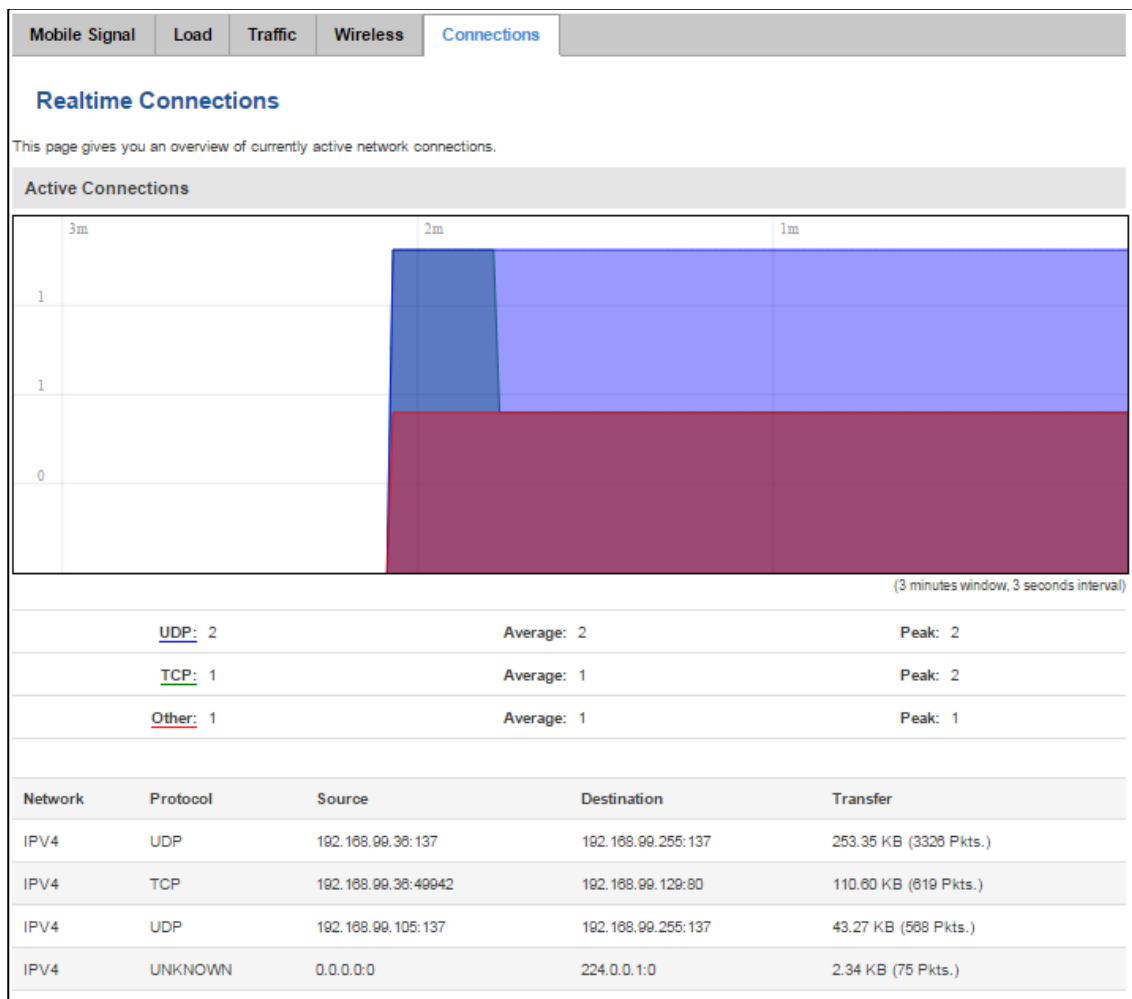 Mobile Signal Load Traffic Wireless Connections
Realtime Connections
This page gives you an overview of currently active network connections.
Active Connections
3m 2m 1m
1
1
0
(3 minutes window, 3 seconds interval)
UDP: 2 Average: 2 Peak: 2
TCP: 1 Average: 1 Peak: 2
Other: 1 Average: 1 Peak: 1
Network Protocol Source Destination Transfer
IPV4 UDP 192.168.99.36:137 192.168.99.255:137 253.35 KB (3326 Pkts.)
IPV4 TCP 192.168.99.36:49942 192.168.99.129:80 110.60 KB (619 Pkts.)
IPV4 UDP 192.168.99.105:137 192.168.99.255:137 43.27 KB (568 Pkts.)
IPV4 UNKNOWN 0.0.0.0:0 224.0.0.1:0 2.34 KB (75 Pkts.)